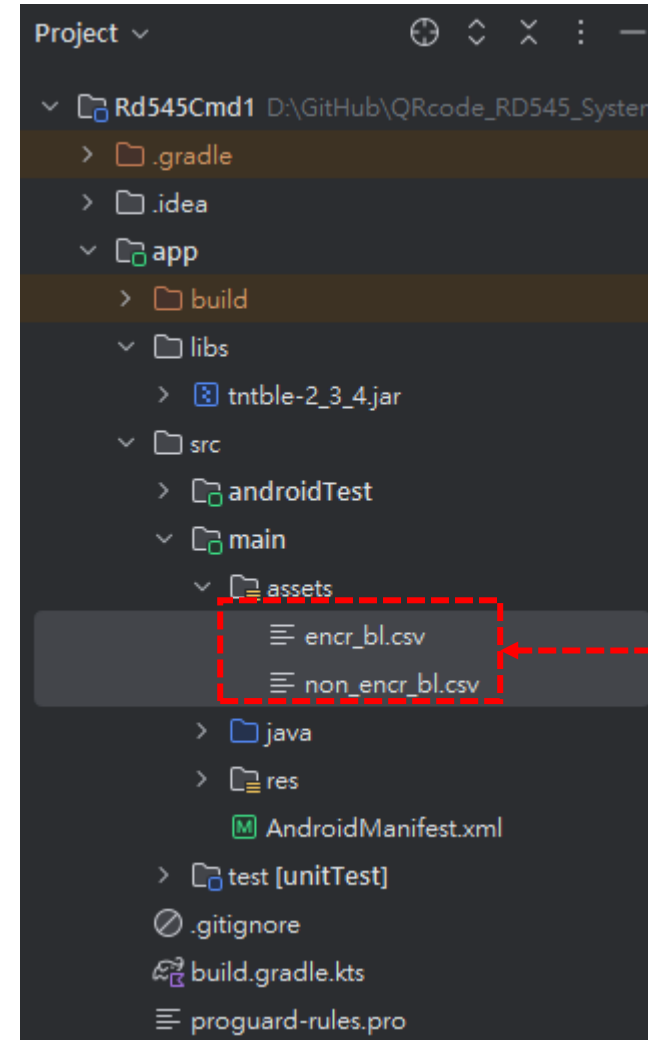 Project
Rd545Cmd1 D:\GitHub\QRcode_RD545_System
.gradle
.idea
app
build
libs
tntble-2_3_4.jar
src
androidTest
main
assets
encr_bl.csv
non_encr_bl.csv
java
res
AndroidManifest.xml
test [unitTest]
.gitignore
build.gradle.kts
proguard-rules.pro